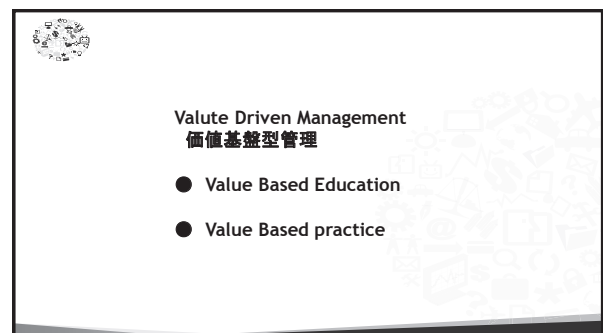 Valute Driven Management
価値基盤型管理
● Value Based Education
● Value Based practice